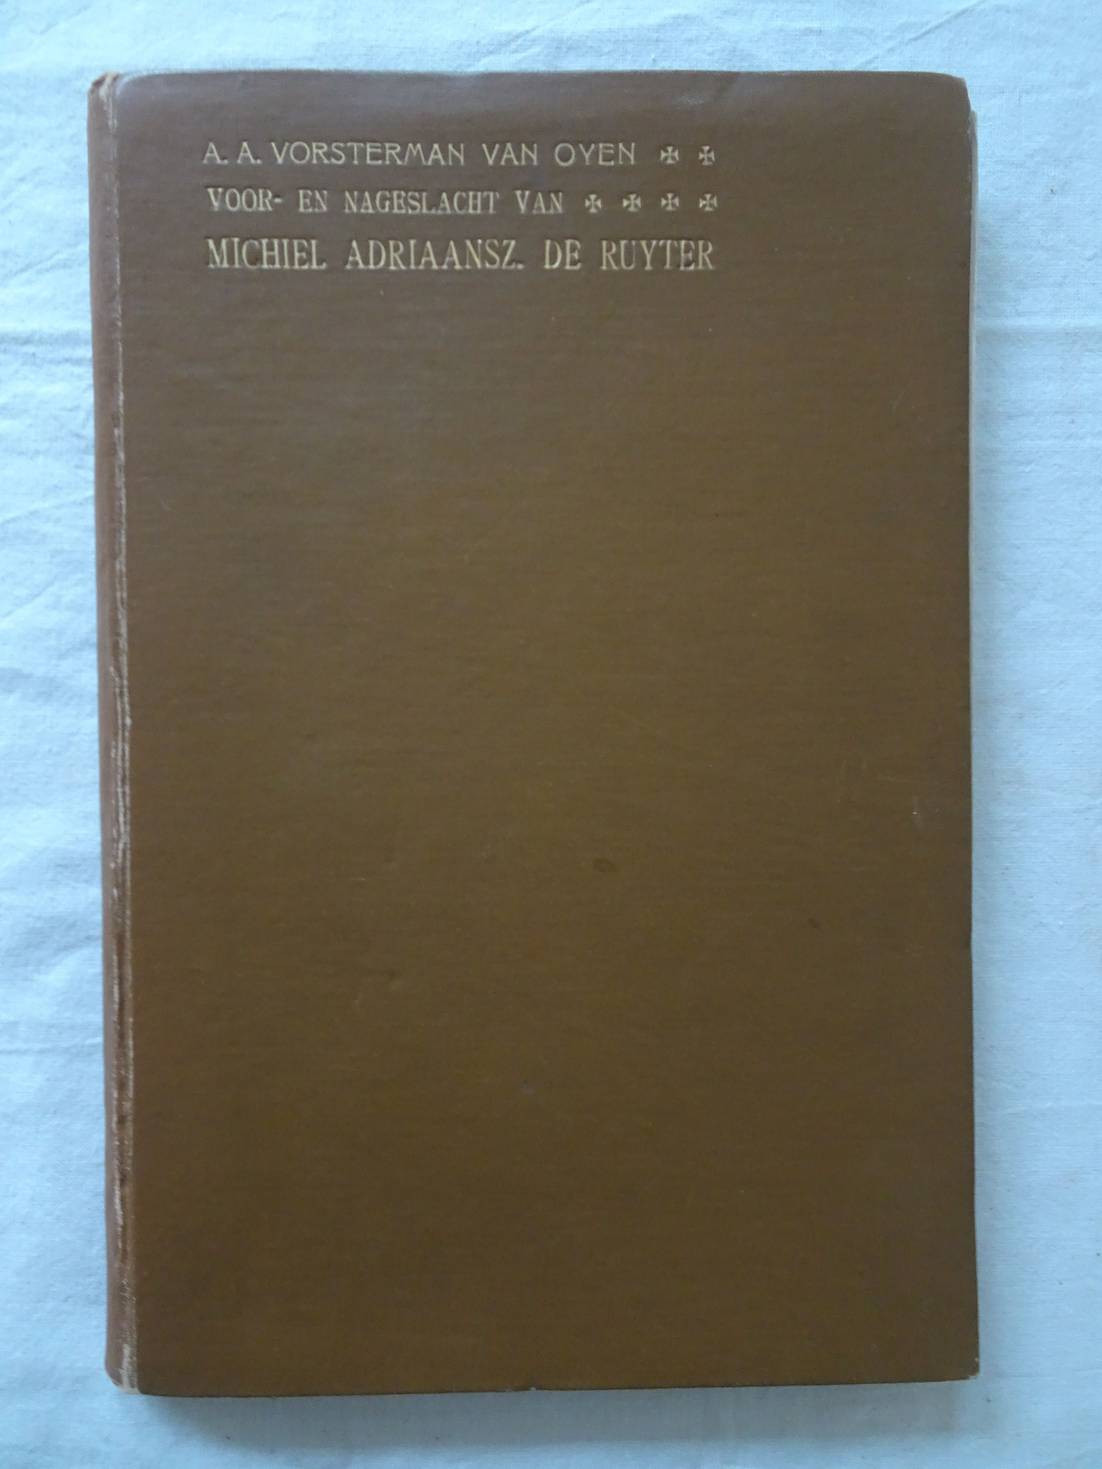 A. A. VORSTERMAN VAN OYEN ✠ ✠
VOOR- EN NAGESLACHT VAN ✠ ✠ ✠ ✠
MICHIEL ADRIAANSZ. DE RUYTER